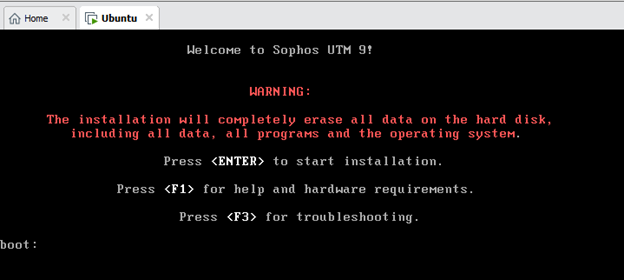 Home
Ubuntu
Welcome to Sophos UTM 9!
WARNING:
The installation will completely erase all data on the hard disk,
including all data, all programs and the operating system.
Press <ENTER> to start installation.
Press <F1> for help and hardware requirements.
Press <F3> for troubleshooting.
boot: